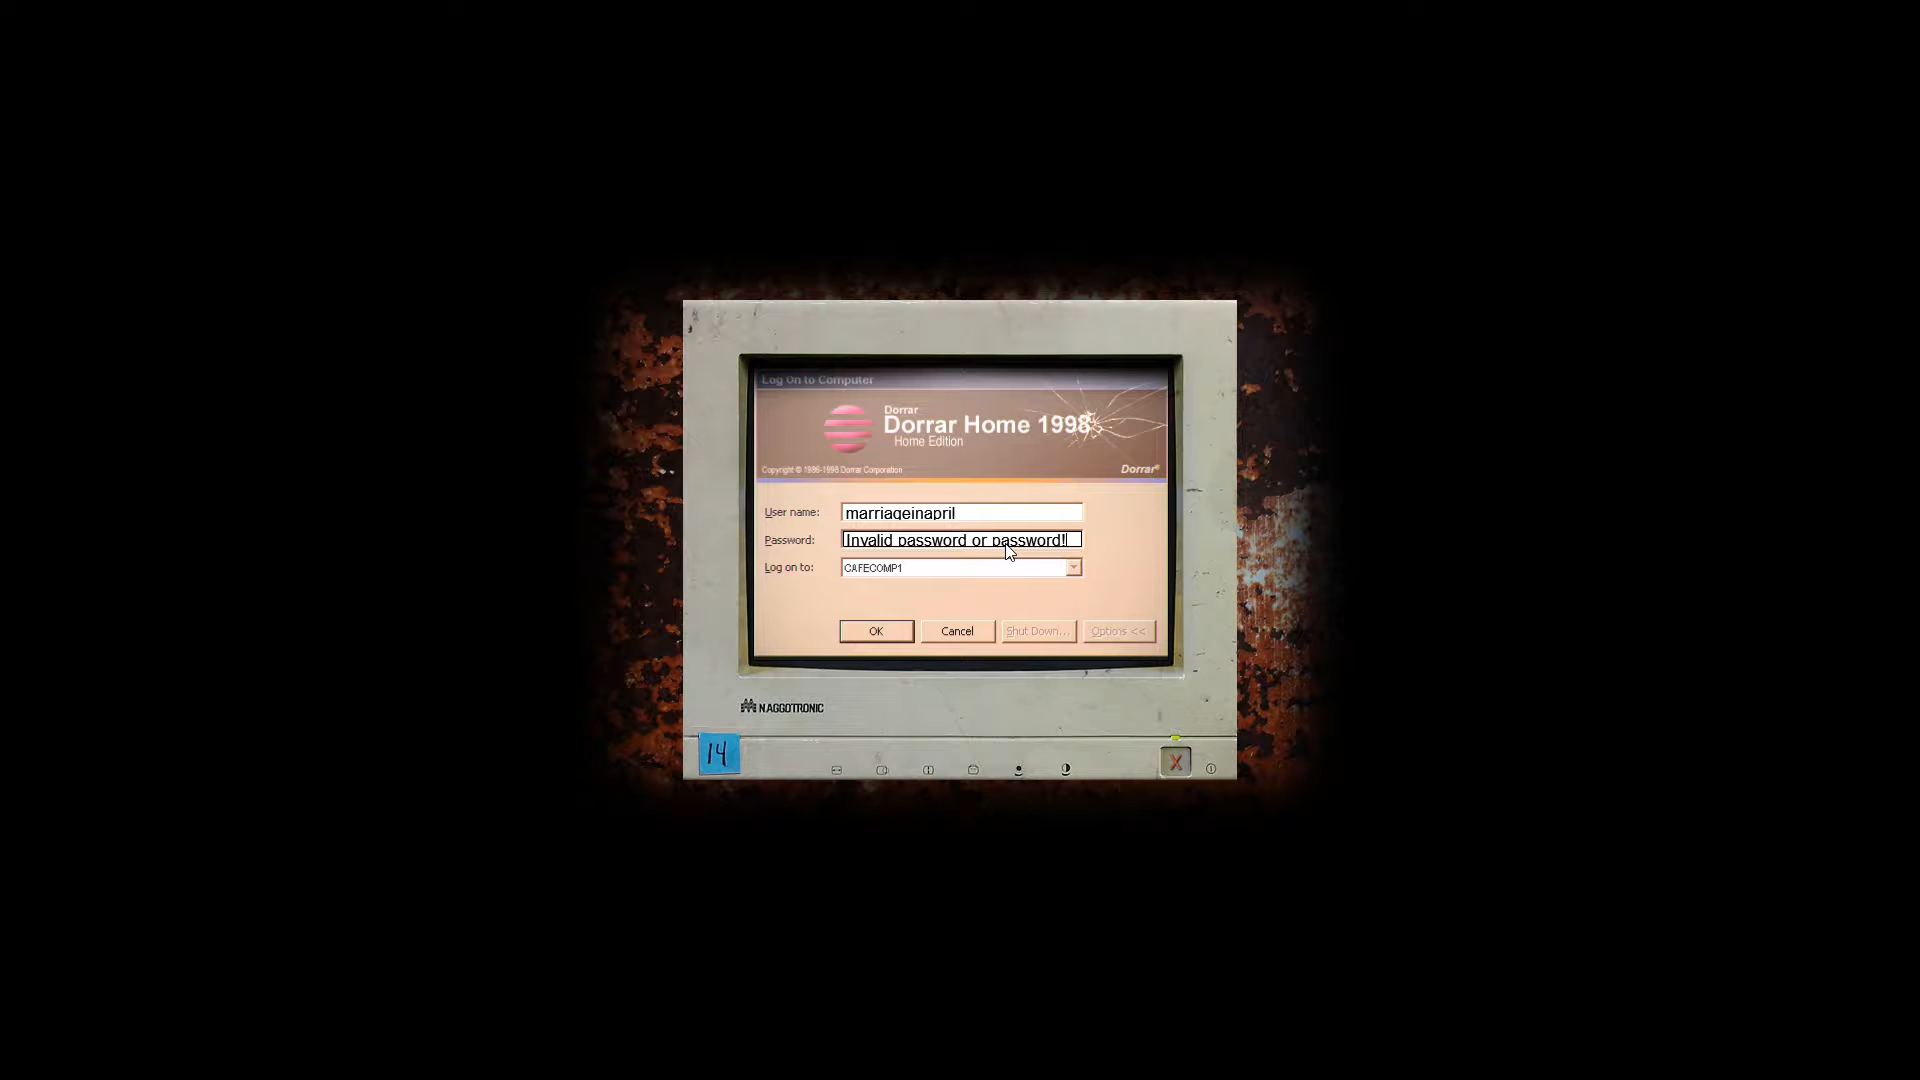 Log On to Computer
Dorrar
Dorrar Home 1998
Home Edition
Copyright © 1986-1998 Dorrar Corporation
Dorrar®
User name: marriageinapril
Password: Invalid password or password!
Log on to: CAFECOMP1
OK Cancel Shut Down... Options <<
NAGGOTRONIC
14
X